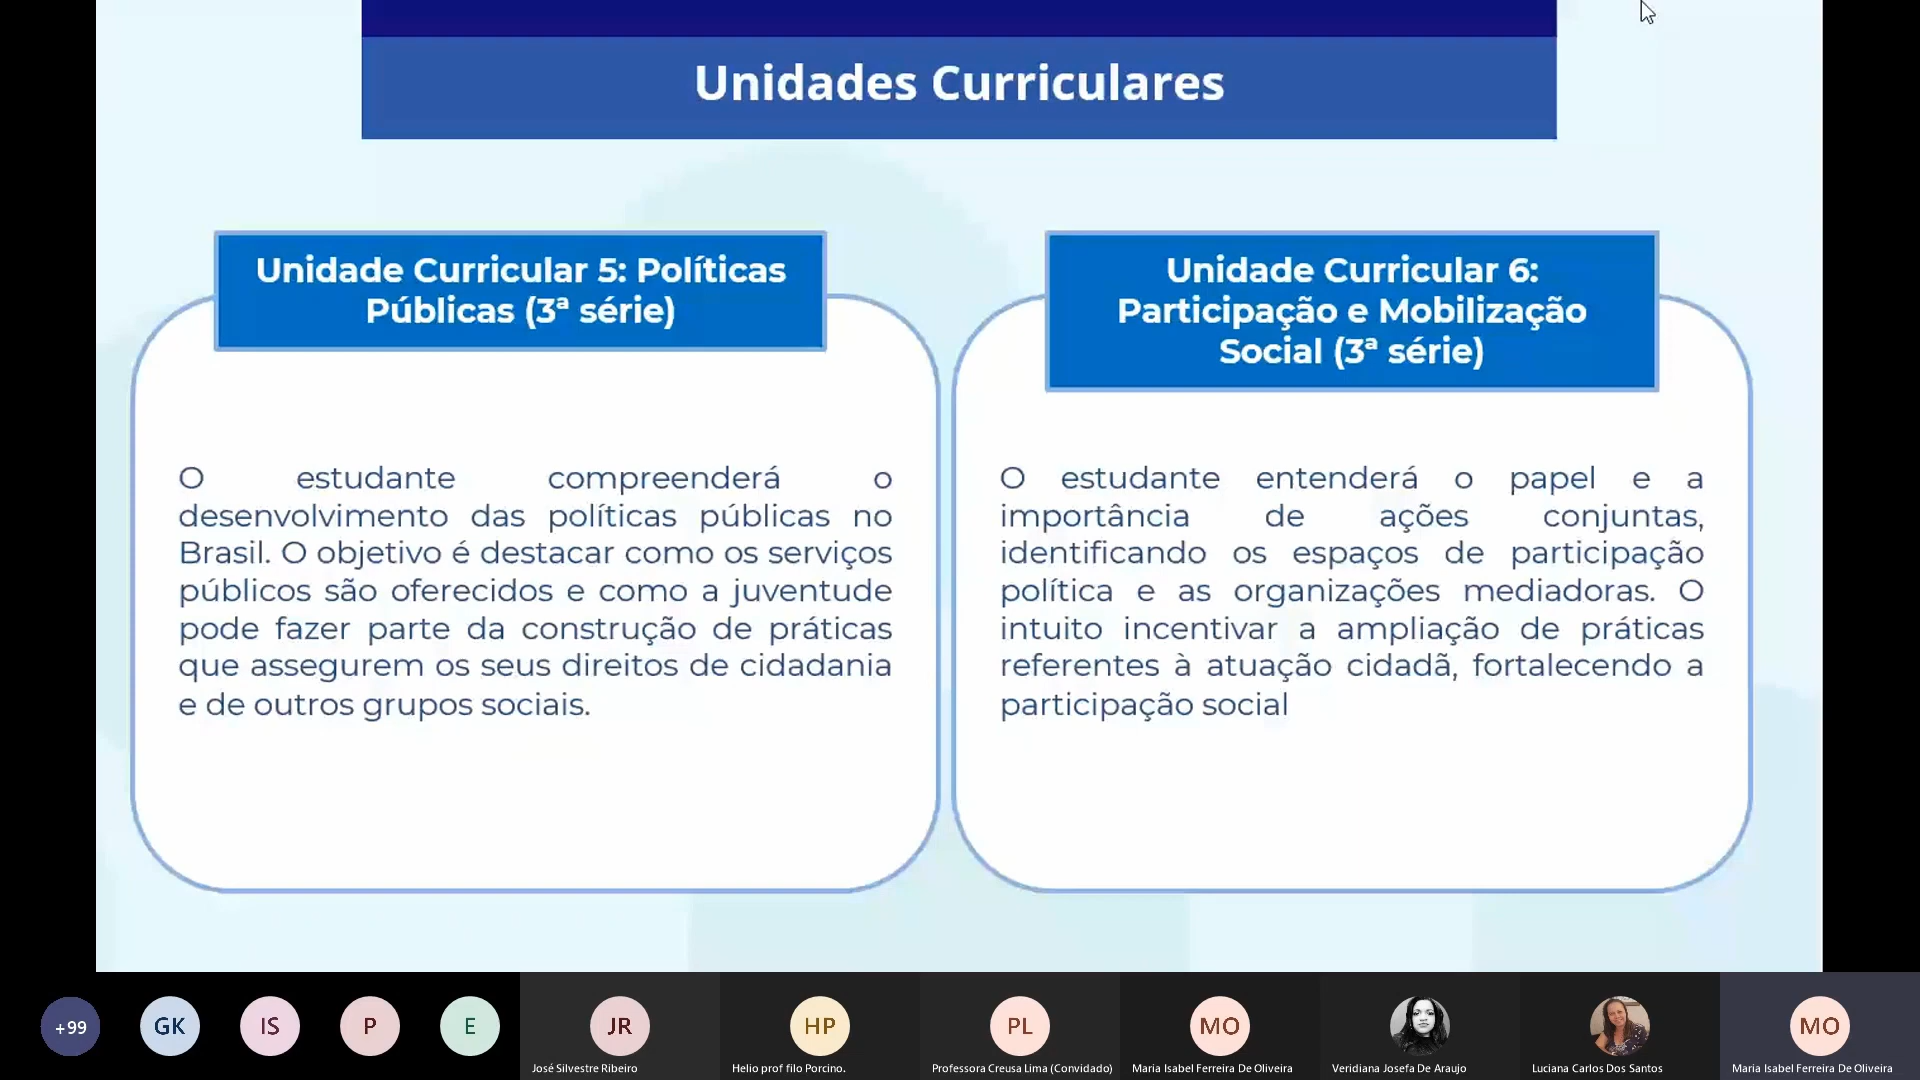 Unidades Curriculares
Unidade Curricular 5: Políticas
Públicas (3ª série)
O estudante compreenderá o
desenvolvimento das políticas públicas no
Brasil. O objetivo é destacar como os serviços
públicos são oferecidos e como a juventude
pode fazer parte da construção de práticas
que assegurem os seus direitos de cidadania
e de outros grupos sociais.
Unidade Curricular 6:
Participação e Mobilização
Social (3ª série)
O estudante entenderá o papel e a
importância de ações conjuntas,
identificando os espaços de participação
política e as organizações mediadoras. O
intuito incentivar a ampliação de práticas
referentes à atuação cidadã, fortalecendo a
participação social
+99
GK
IS
P
E
JR
José Silvestre Ribeiro
HP
Helio prof filo Porcino.
PL
Professora Creusa Lima (Convidado)
MO
Maria Isabel Ferreira De Oliveira
Veridiana Josefa De Araujo
Luciana Carlos Dos Santos
MO
Maria Isabel Ferreira De Oliveira